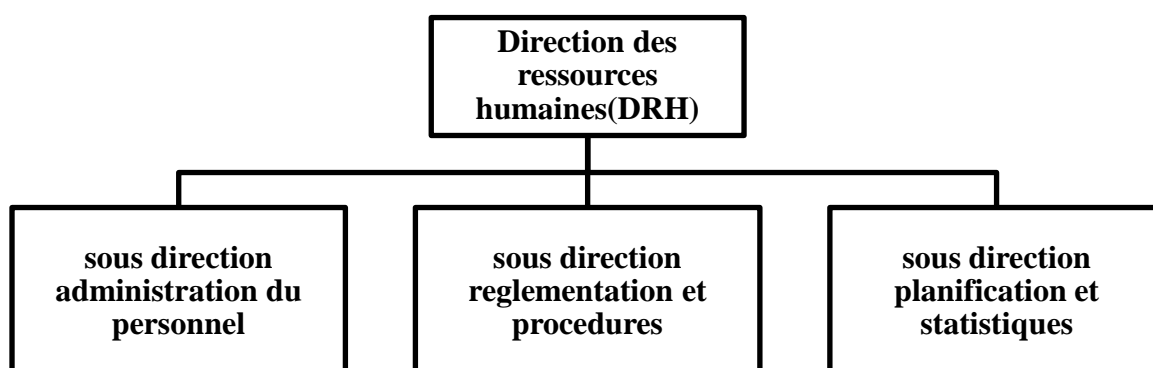 Direction des
ressources
humaines(DRH)
sous direction
administration du
personnel
sous direction
reglementation et
procedures
sous direction
planification et
statistiques